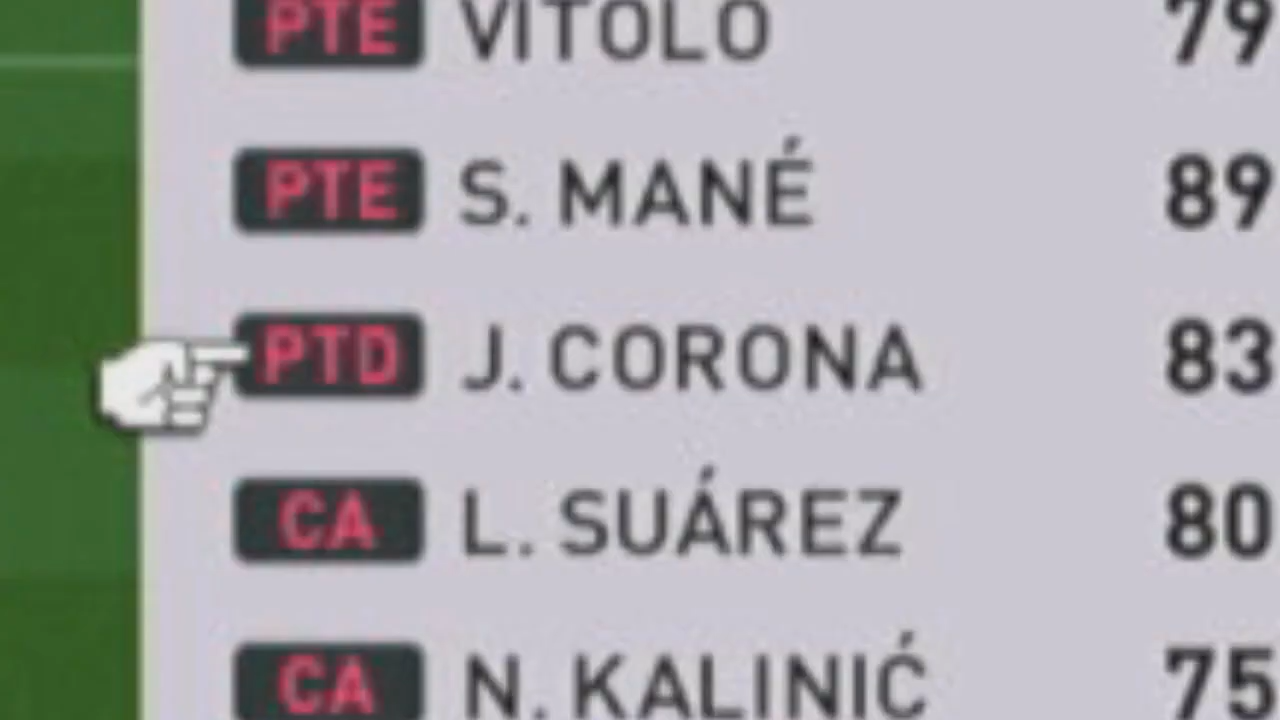 PTE VITOLO 79
PTE S. MANÉ 89
PTD J. CORONA 83
CA L. SUÁREZ 80
CA N. KALINIĆ 75